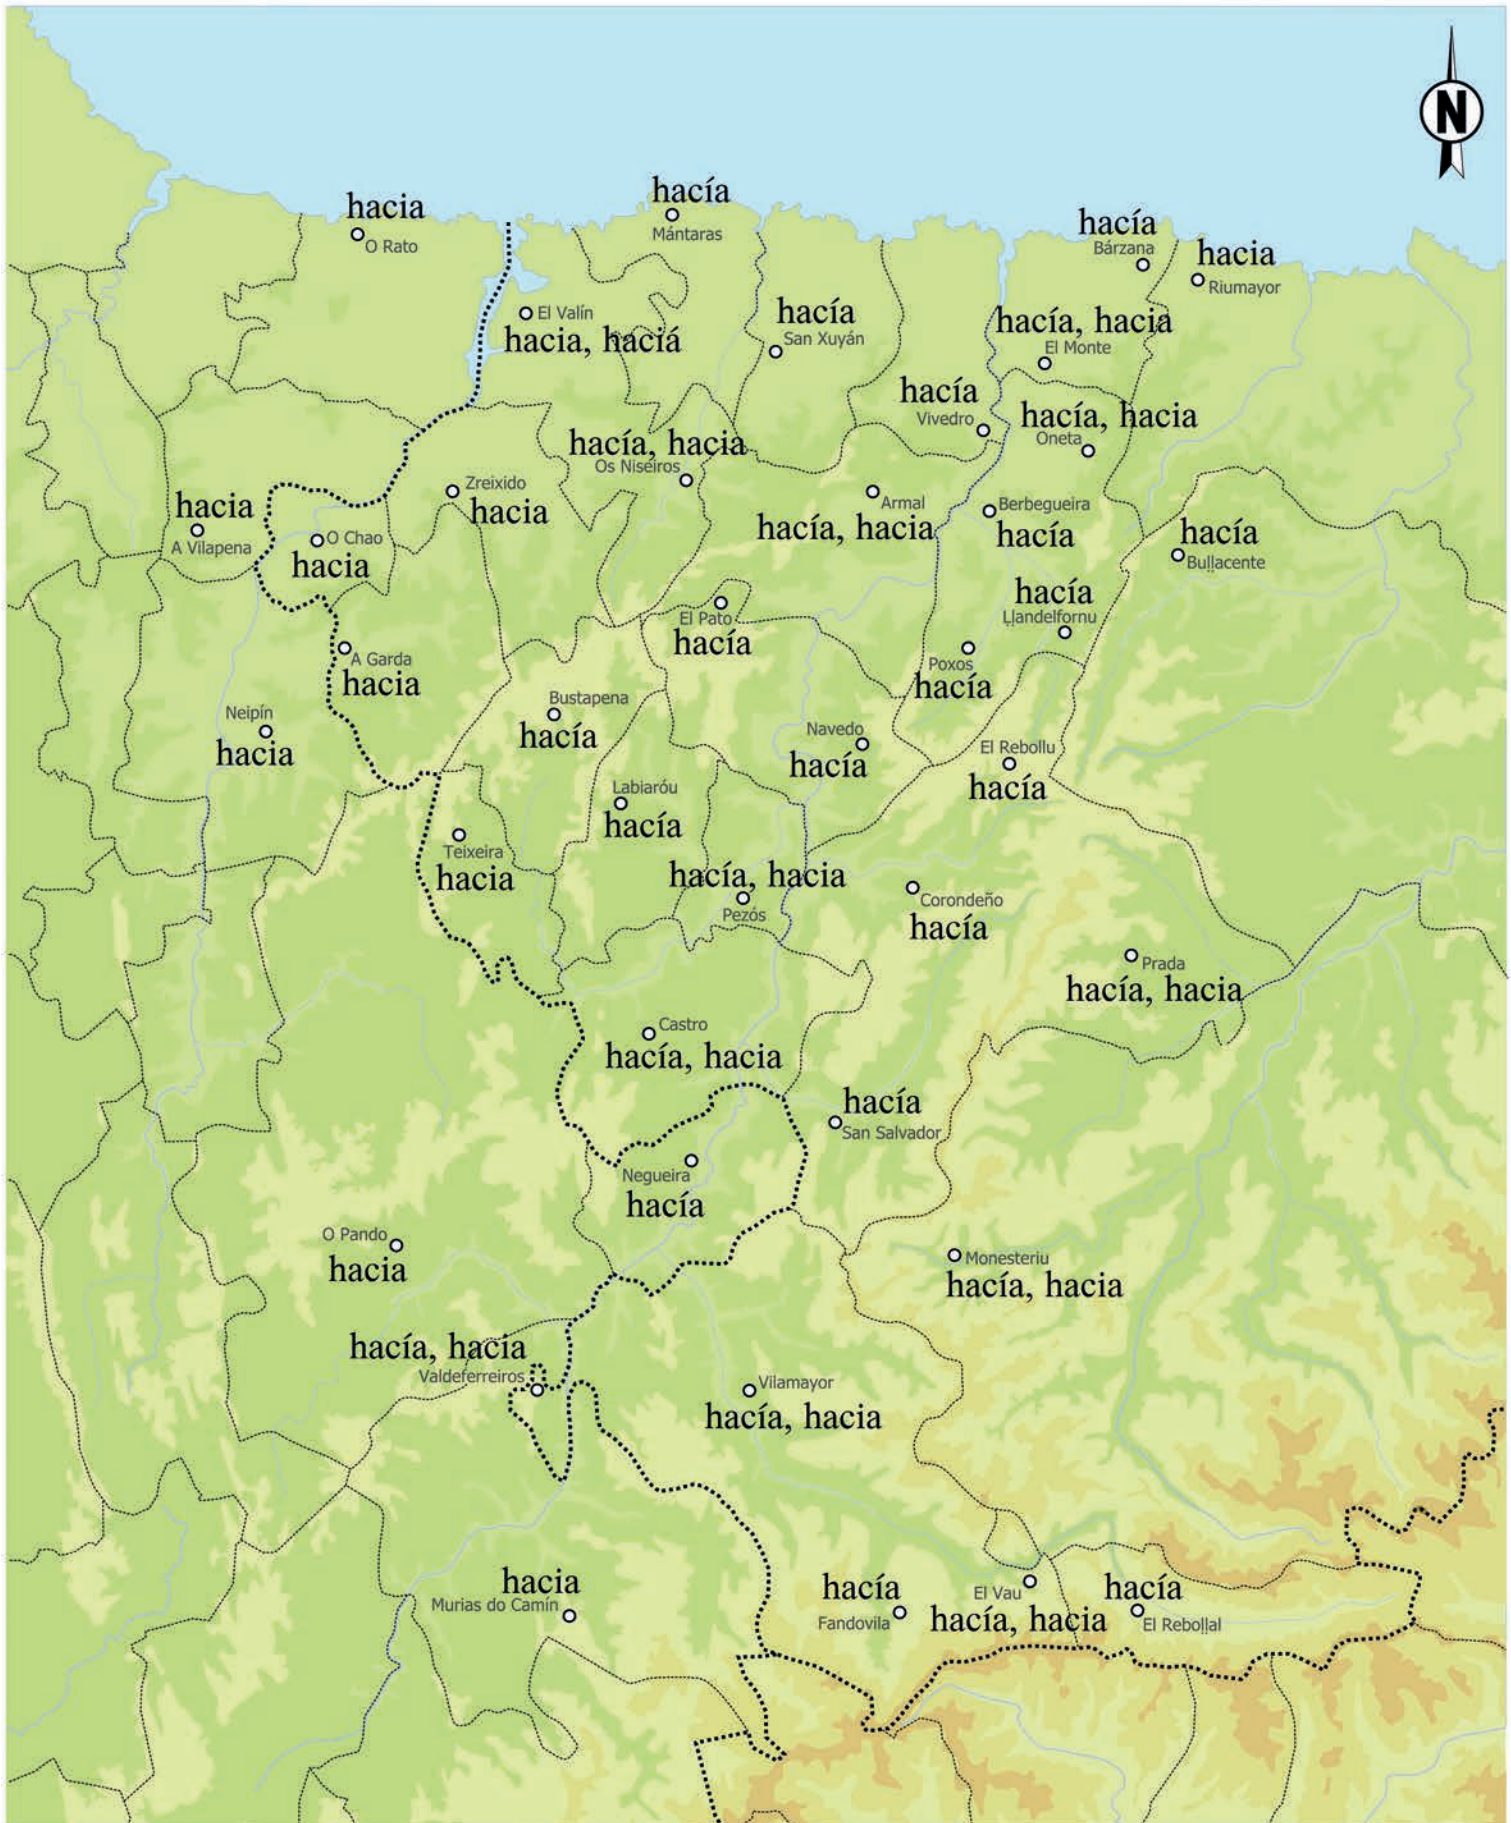 N
hacía
Mántaras
hacia
O Rato
hacía
Bárzana
hacia
Riumayor
El Valín
hacia, haciá
hacía
San Xuyán
hacía, hacia
El Monte
hacía
Vivedro
hacía, hacia
Oneta
hacía, hacia
Os Niseiros
Zreixido
hacia
hacia
A Vilapena
O Chao
hacia
Armal
hacía, hacia
Berbegueira
hacía
hacía
Buḷḷacente
hacía
Ḷḷandelfornu
El Pato
hacía
A Garda
hacia
Poxos
hacía
Bustapena
hacía
Neipín
hacia
Navedo
hacía
El Rebollu
hacía
Labiaróu
hacía
Teixeira
hacia
hacía, hacia
Pezós
Corondeño
hacía
Prada
hacía, hacia
Castro
hacía, hacia
hacía
San Salvador
Negueira
hacía
O Pando
hacia
Monesteriu
hacía, hacia
hacía, hacia
Valdeferreiros
Vilamayor
hacía, hacia
hacia
Murias do Camín
hacía
Fandovila
El Vau
hacía, hacia
hacía
El Reboḷḷal